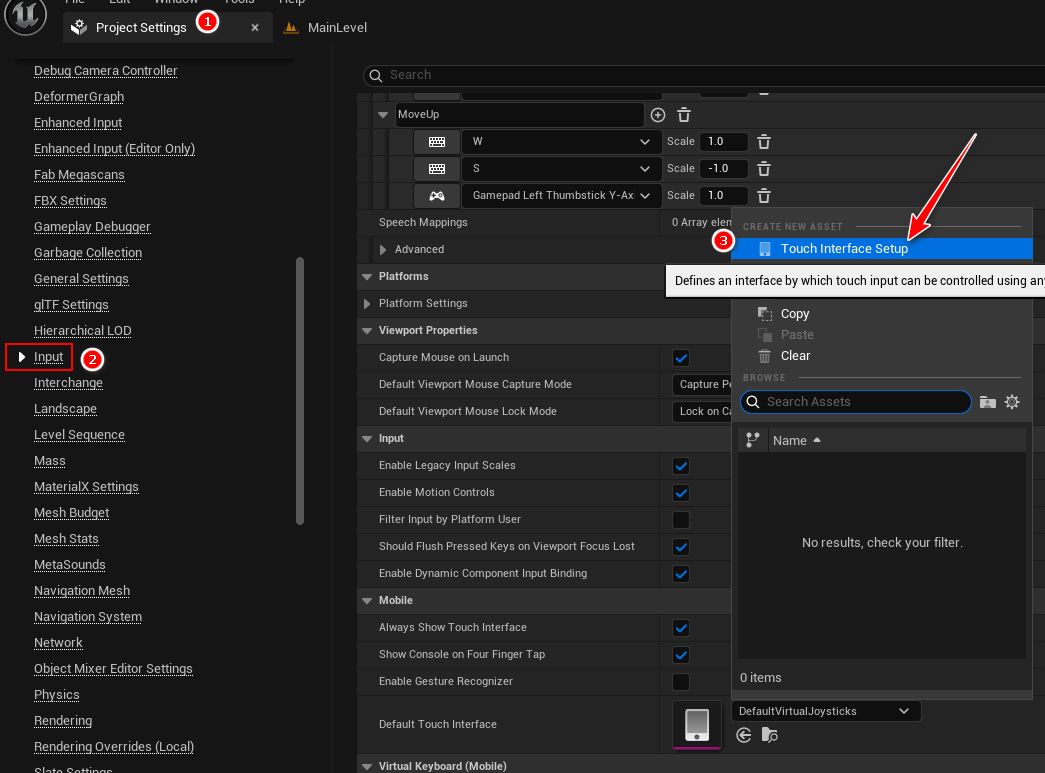 File Edit Window Tools Help
Project Settings 1 × MainLevel
Debug Camera Controller
DeformerGraph
Enhanced Input
Enhanced Input (Editor Only)
Fab Megascans
FBX Settings
Gameplay Debugger
Garbage Collection
General Settings
glTF Settings
Hierarchical LOD
Input 2
Interchange
Landscape
Level Sequence
Mass
MaterialX Settings
Mesh Budget
Mesh Stats
MetaSounds
Navigation Mesh
Navigation System
Network
Object Mixer Editor Settings
Physics
Rendering
Rendering Overrides (Local)
Slate Settings
Search
MoveUp
W Scale 1.0
S Scale -1.0
Gamepad Left Thumbstick Y-Ax Scale 1.0
Speech Mappings 0 Array elen
Advanced
Platforms
Platform Settings
Viewport Properties
Capture Mouse on Launch
Default Viewport Mouse Capture Mode Capture Pe
Default Viewport Mouse Lock Mode Lock on Ca
Input
Enable Legacy Input Scales
Enable Motion Controls
Filter Input by Platform User
Should Flush Pressed Keys on Viewport Focus Lost
Enable Dynamic Component Input Binding
Mobile
Always Show Touch Interface
Show Console on Four Finger Tap
Enable Gesture Recognizer
Default Touch Interface
DefaultVirtualJoysticks
Virtual Keyboard (Mobile)
CREATE NEW ASSET
3 Touch Interface Setup
Defines an interface by which touch input can be controlled using any
Copy
Paste
Clear
BROWSE
Search Assets
Name
No results, check your filter.
0 items